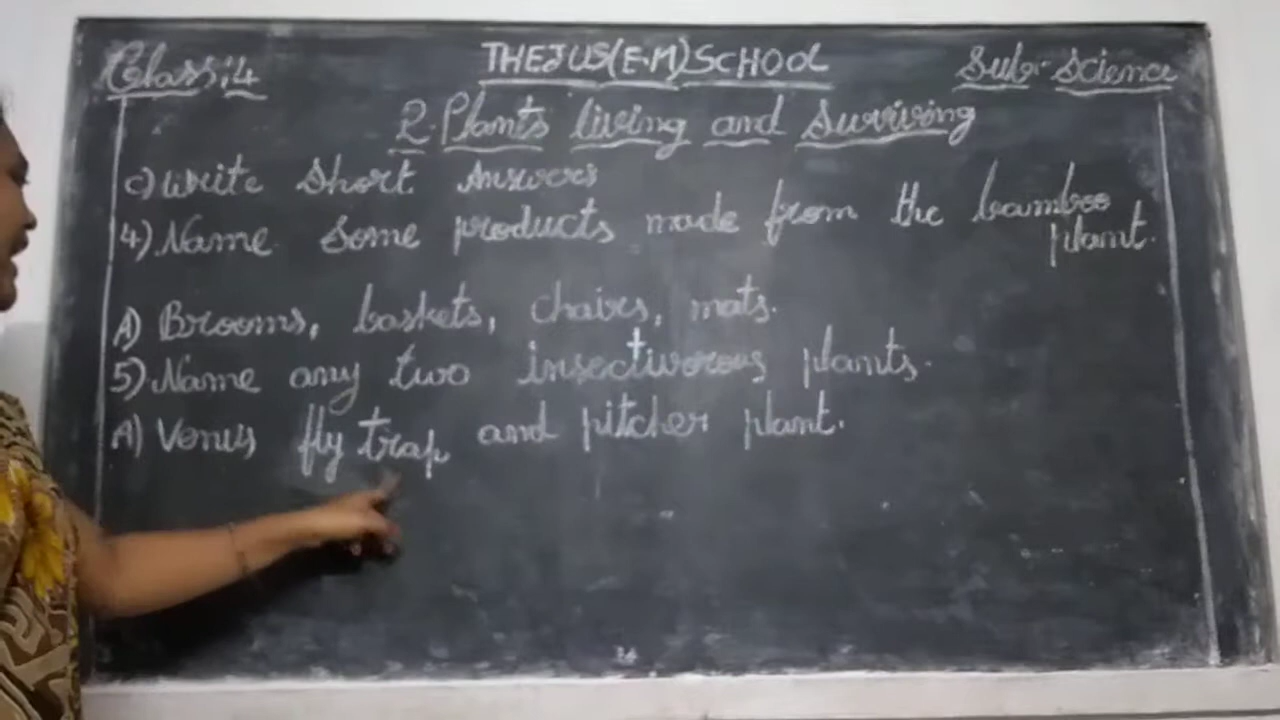 Class:4 THEJUS(E.M)SCHOOL Sub- Science
2. Plants living and Surviving
c) Write Short Answers
4) Name Some products made from the bamboo plant.
A) Brooms, baskets, chairs, mats.
5) Name any two insectivorous plants.
A) Venus fly trap and pitcher plant.